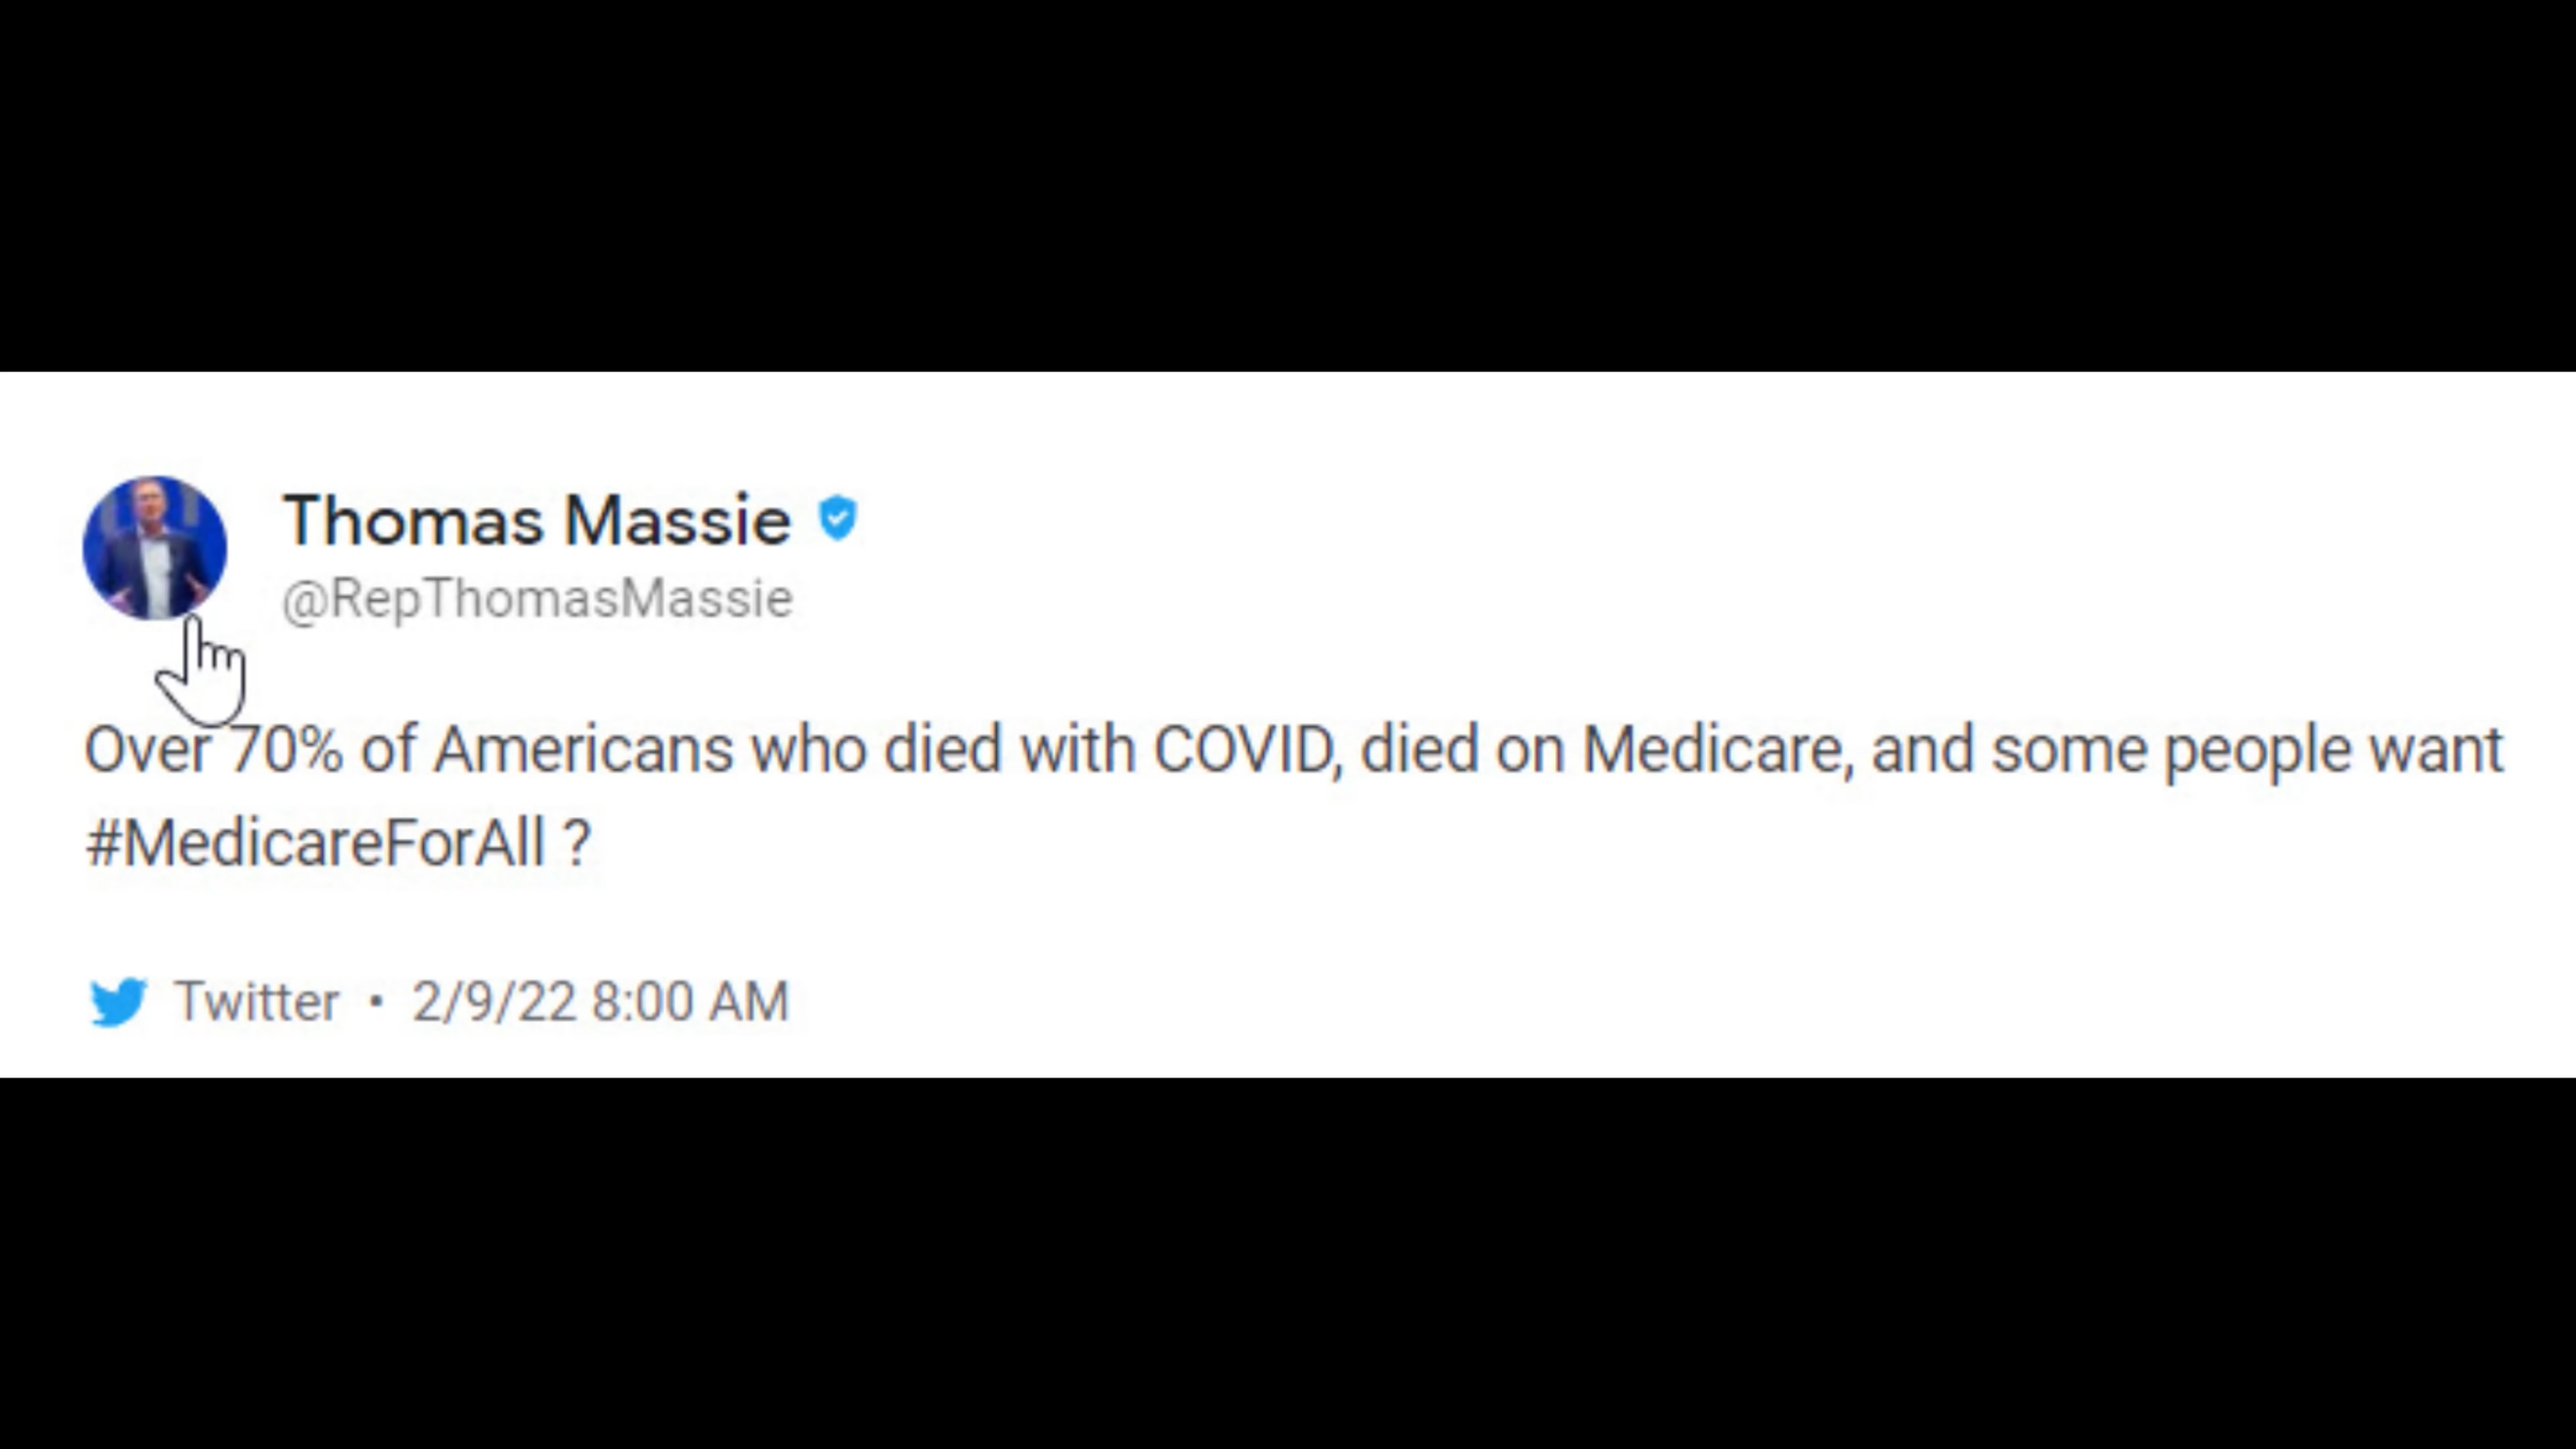 Thomas Massie
@RepThomasMassie
Over 70% of Americans who died with COVID, died on Medicare, and some people want
#MedicareForAll ?
Twitter • 2/9/22 8:00 AM